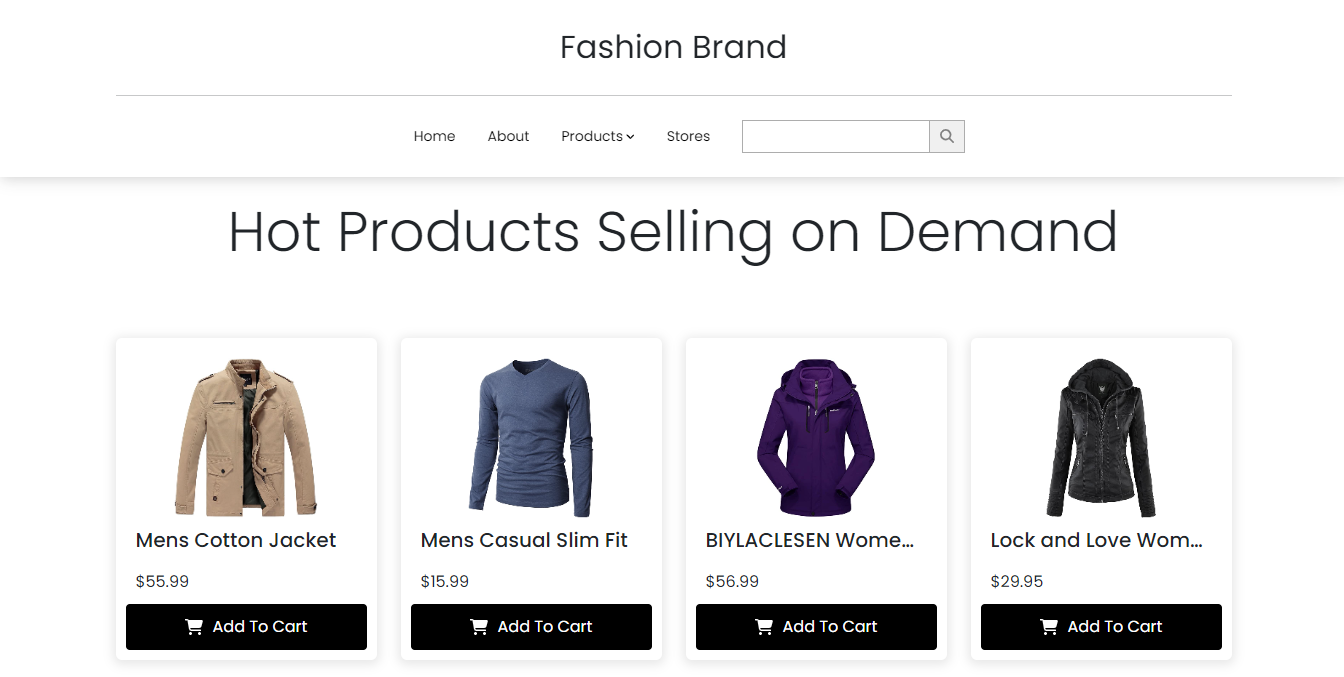 Fashion Brand
Home About Products Stores
Hot Products Selling on Demand
Mens Cotton Jacket
$55.99
Add To Cart
Mens Casual Slim Fit
$15.99
Add To Cart
BIYLACLESEN Wome...
$56.99
Add To Cart
Lock and Love Wom...
$29.95
Add To Cart